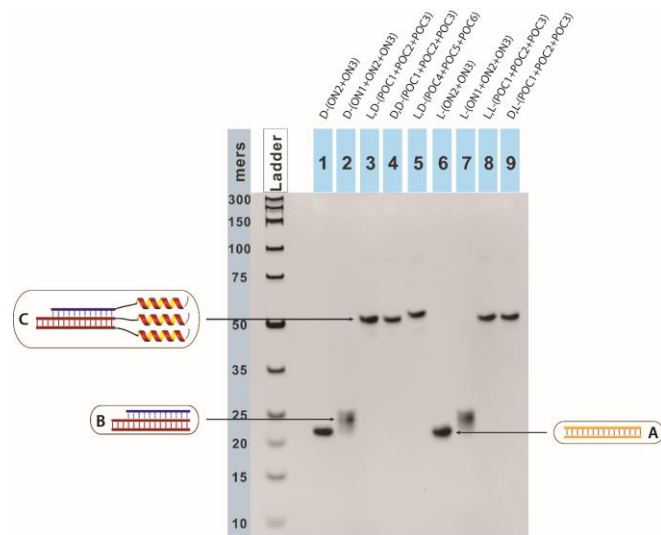 D-(ON2+ON3)
D-(ON1+ON2+ON3)
L,D-(POC1+POC2+POC3)
D,D-(POC1+POC2+POC3)
L,D-(POC4+POC5+POC6)
L-(ON2+ON3)
L-(ON1+ON2+ON3)
L,L-(POC1+POC2+POC3)
D,L-(POC1+POC2+POC3)
mers
Ladder
1 2 3 4 5 6 7 8 9
300
150
100
75
C
50
35
25
B
20
A
15
10